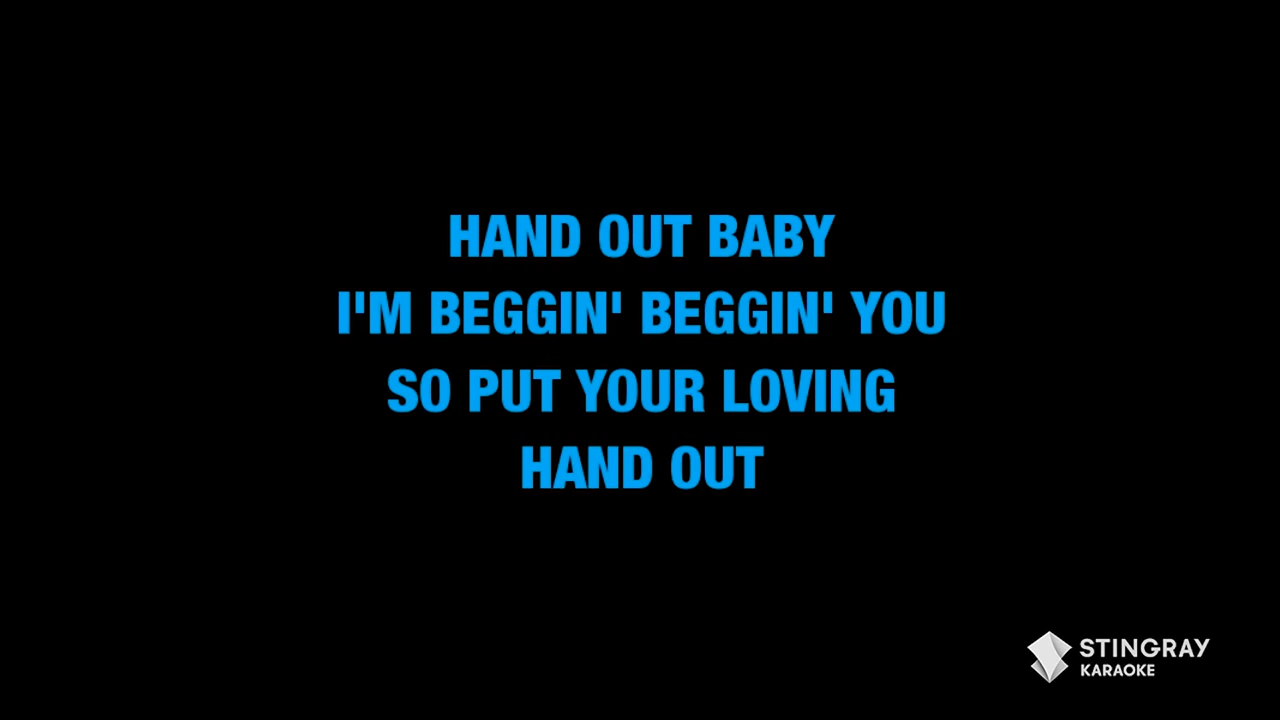 HAND OUT BABY
I'M BEGGIN' BEGGIN' YOU
SO PUT YOUR LOVING
HAND OUT
STINGRAY
KARAOKE